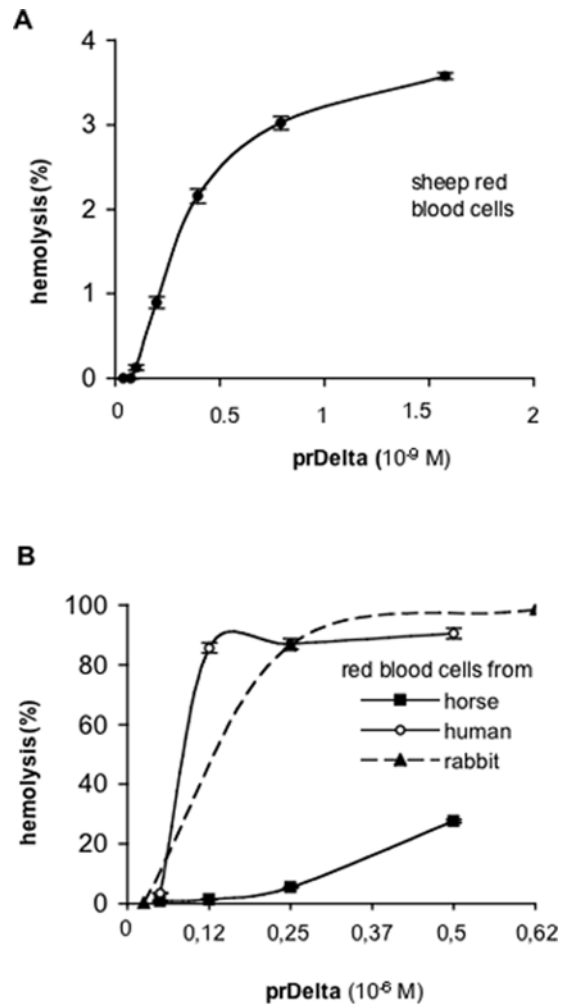 A
hemolysis (%)
4
3
2
1
0
sheep red
blood cells
0 0.5 1 1.5 2
prDelta (10-9 M)
B
hemolysis (%)
100
80
60
40
20
0
red blood cells from
horse
human
rabbit
0 0,12 0,25 0,37 0,5 0,62
prDelta (10-6 M)